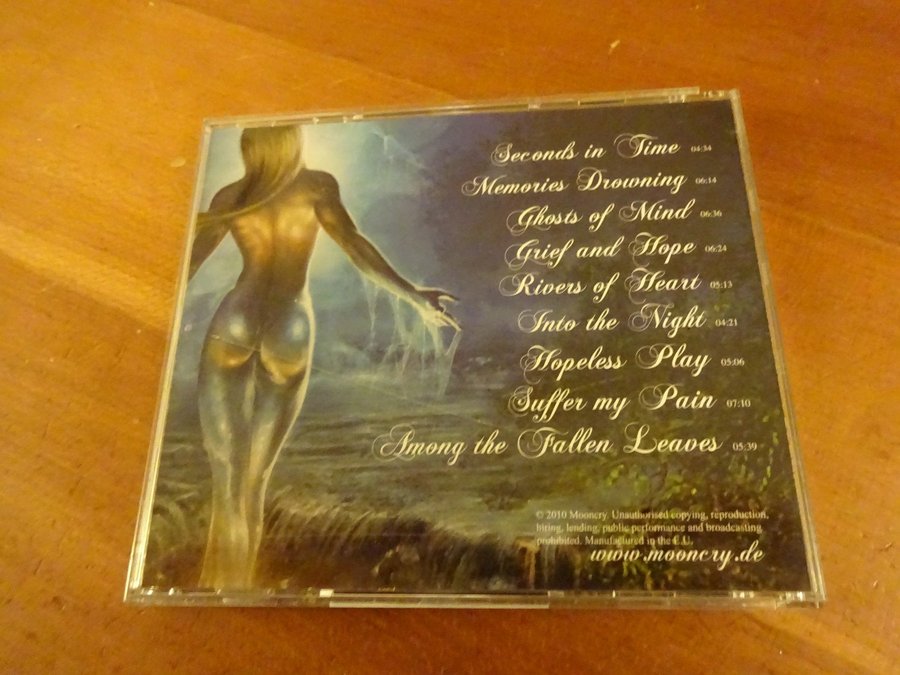 Seconds in Time 04:34
Memories Drowning 06:14
Ghosts of Mind 06:36
Grief and Hope 06:24
Rivers of Heart 05:13
Into the Night 04:21
Hopeless Play 05:06
Suffer my Pain 07:10
Among the Fallen Leaves 05:39
© 2010 Mooncry. Unauthorised copying, reproduction,
hiring, lending, public performance and broadcasting
prohibited. Manufactured in the E.U.
www.mooncry.de